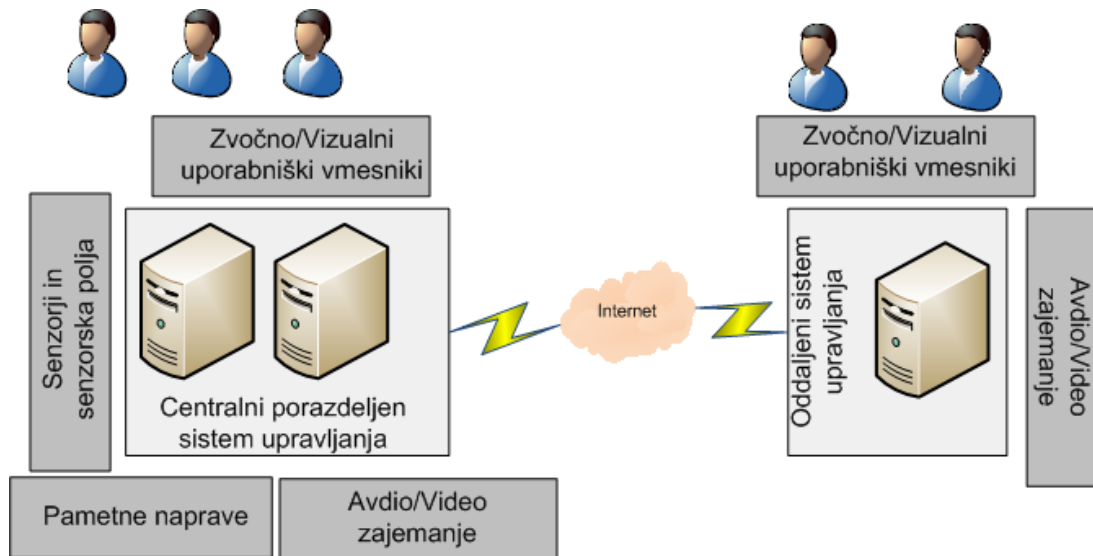 Zvočno/Vizualni
uporabniški vmesniki
Zvočno/Vizualni
uporabniški vmesniki
Senzorji in
senzorska polja
Centralni porazdeljen
sistem upravljanja
Internet
Oddaljeni sistem
upravljanja
Avdio/Video
zajemanje
Pametne naprave
Avdio/Video
zajemanje